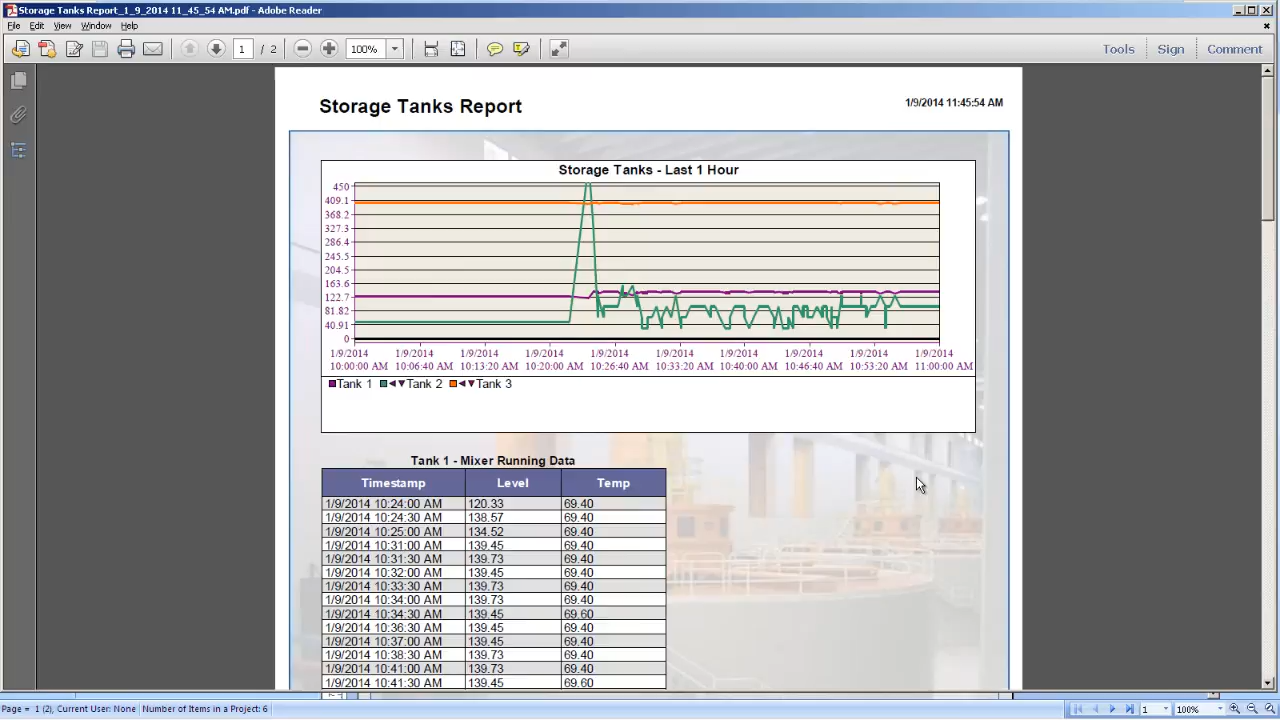 Storage Tanks Report_1_9_2014 11_45_54 AM.pdf - Adobe Reader
File Edit View Window Help
1 / 2 100% Tools Sign Comment
Storage Tanks Report
1/9/2014 11:45:54 AM
Storage Tanks - Last 1 Hour
450
409.1
368.2
327.3
286.4
245.5
204.5
163.6
122.7
81.82
40.91
0
1/9/2014 1/9/2014 1/9/2014 1/9/2014 1/9/2014 1/9/2014 1/9/2014 1/9/2014 1/9/2014 1/9/2014
10:00:00 AM 10:06:40 AM 10:13:20 AM 10:20:00 AM 10:26:40 AM 10:33:20 AM 10:40:00 AM 10:46:40 AM 10:53:20 AM 11:00:00 AM
Tank 1 Tank 2 Tank 3
Tank 1 - Mixer Running Data
Timestamp Level Temp
1/9/2014 10:24:00 AM 120.33 69.40
1/9/2014 10:24:30 AM 138.57 69.40
1/9/2014 10:25:00 AM 134.52 69.40
1/9/2014 10:31:00 AM 139.45 69.40
1/9/2014 10:31:30 AM 139.73 69.40
1/9/2014 10:32:00 AM 139.45 69.40
1/9/2014 10:33:30 AM 139.73 69.40
1/9/2014 10:34:00 AM 139.73 69.40
1/9/2014 10:34:30 AM 139.45 69.60
1/9/2014 10:36:30 AM 139.45 69.40
1/9/2014 10:37:00 AM 139.45 69.40
1/9/2014 10:38:30 AM 139.73 69.40
1/9/2014 10:41:00 AM 139.73 69.40
1/9/2014 10:41:30 AM 139.45 69.60
Page = 1 (2), Current User: None Number of Items in a Project: 6 1 100%